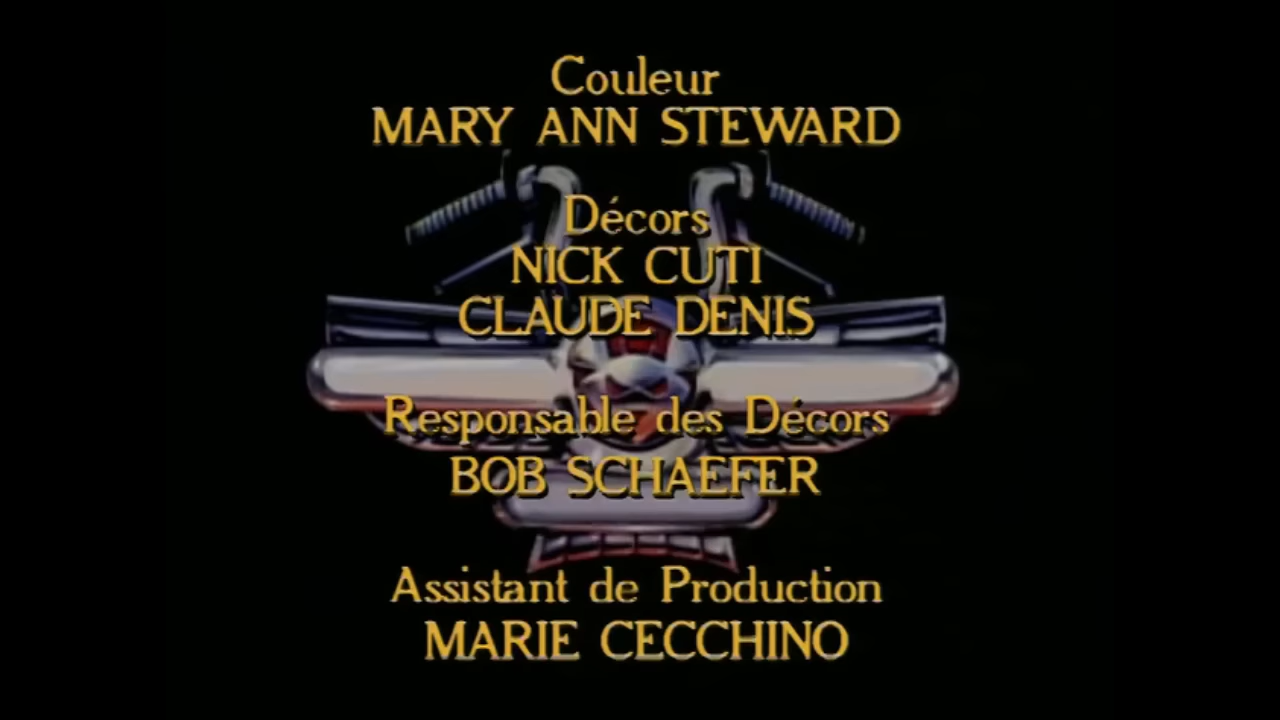 Couleur
MARY ANN STEWARD
Décors
NICK CUTI
CLAUDE DENIS
Responsable des Décors
BOB SCHAEFER
Assistant de Production
MARIE CECCHINO